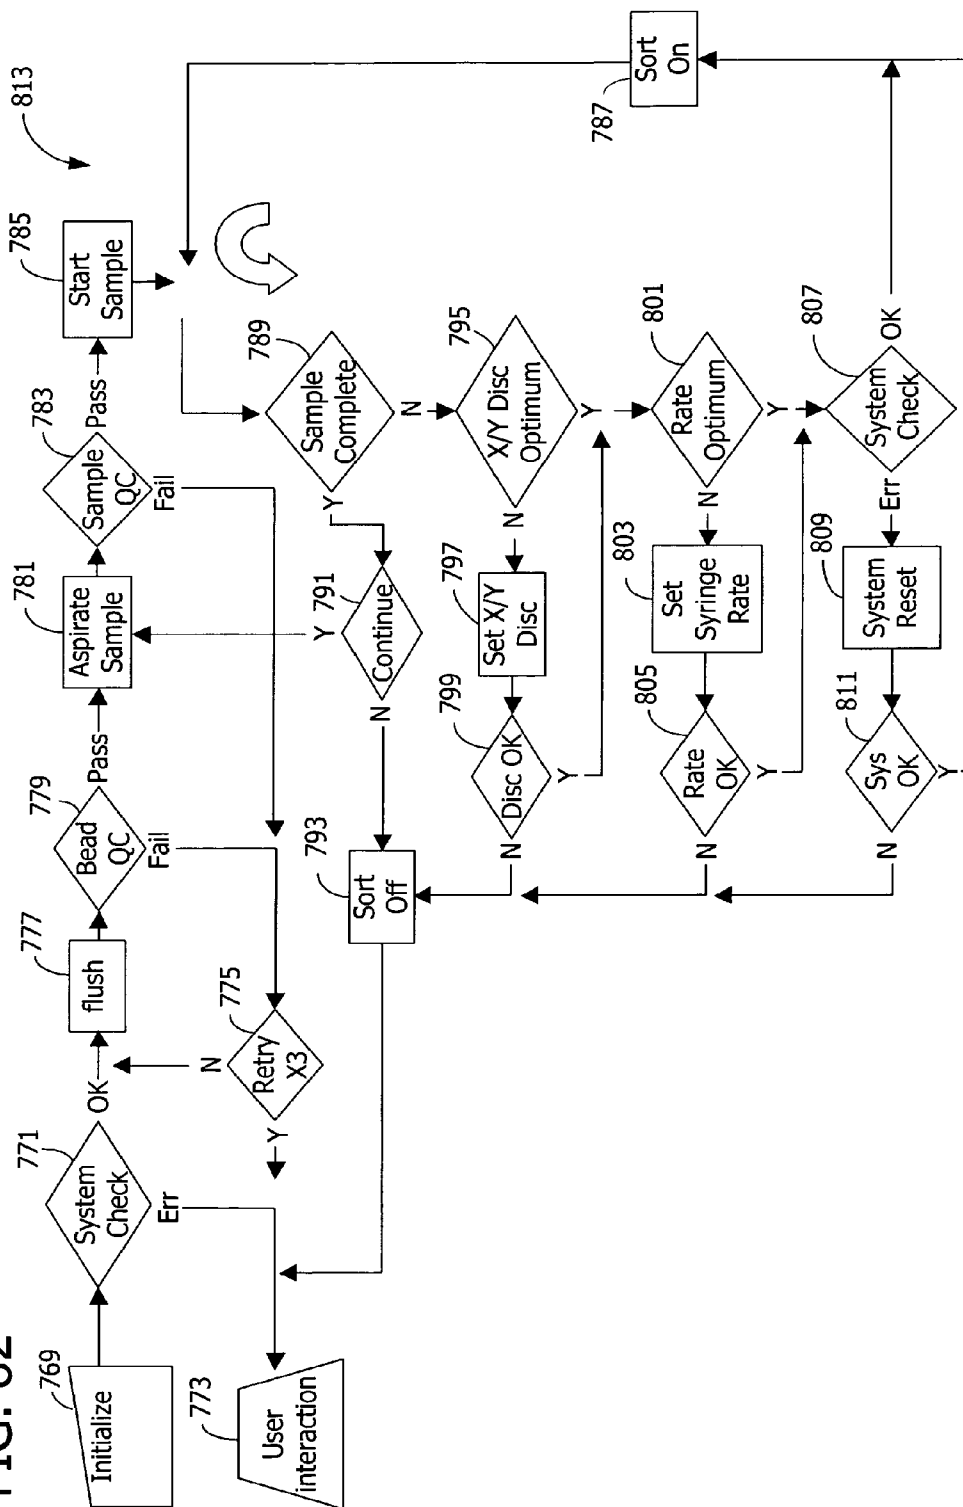 FIG.
769
Initialize
771
System
Check
OK
Err
777
flush
779
Bead
QC
Pass
Fail
781
Aspirate
Sample
783
Sample
QC
Pass
Fail
785
Start
Sample
813
773
User
interaction
775
Retry
X3
Y
N
789
Sample
Complete
Y
N
791
Continue
Y
N
793
Sort
Off
795
X/Y Disc
Optimum
N
Y
797
Set X/Y
Disc
799
Disc OK
N
Y
801
Rate
Optimum
N
Y
803
Set
Syringe
Rate
805
Rate
OK
N
Y
807
System
Check
Err
OK
809
System
Reset
811
Sys
OK
N
Y
787
Sort
On